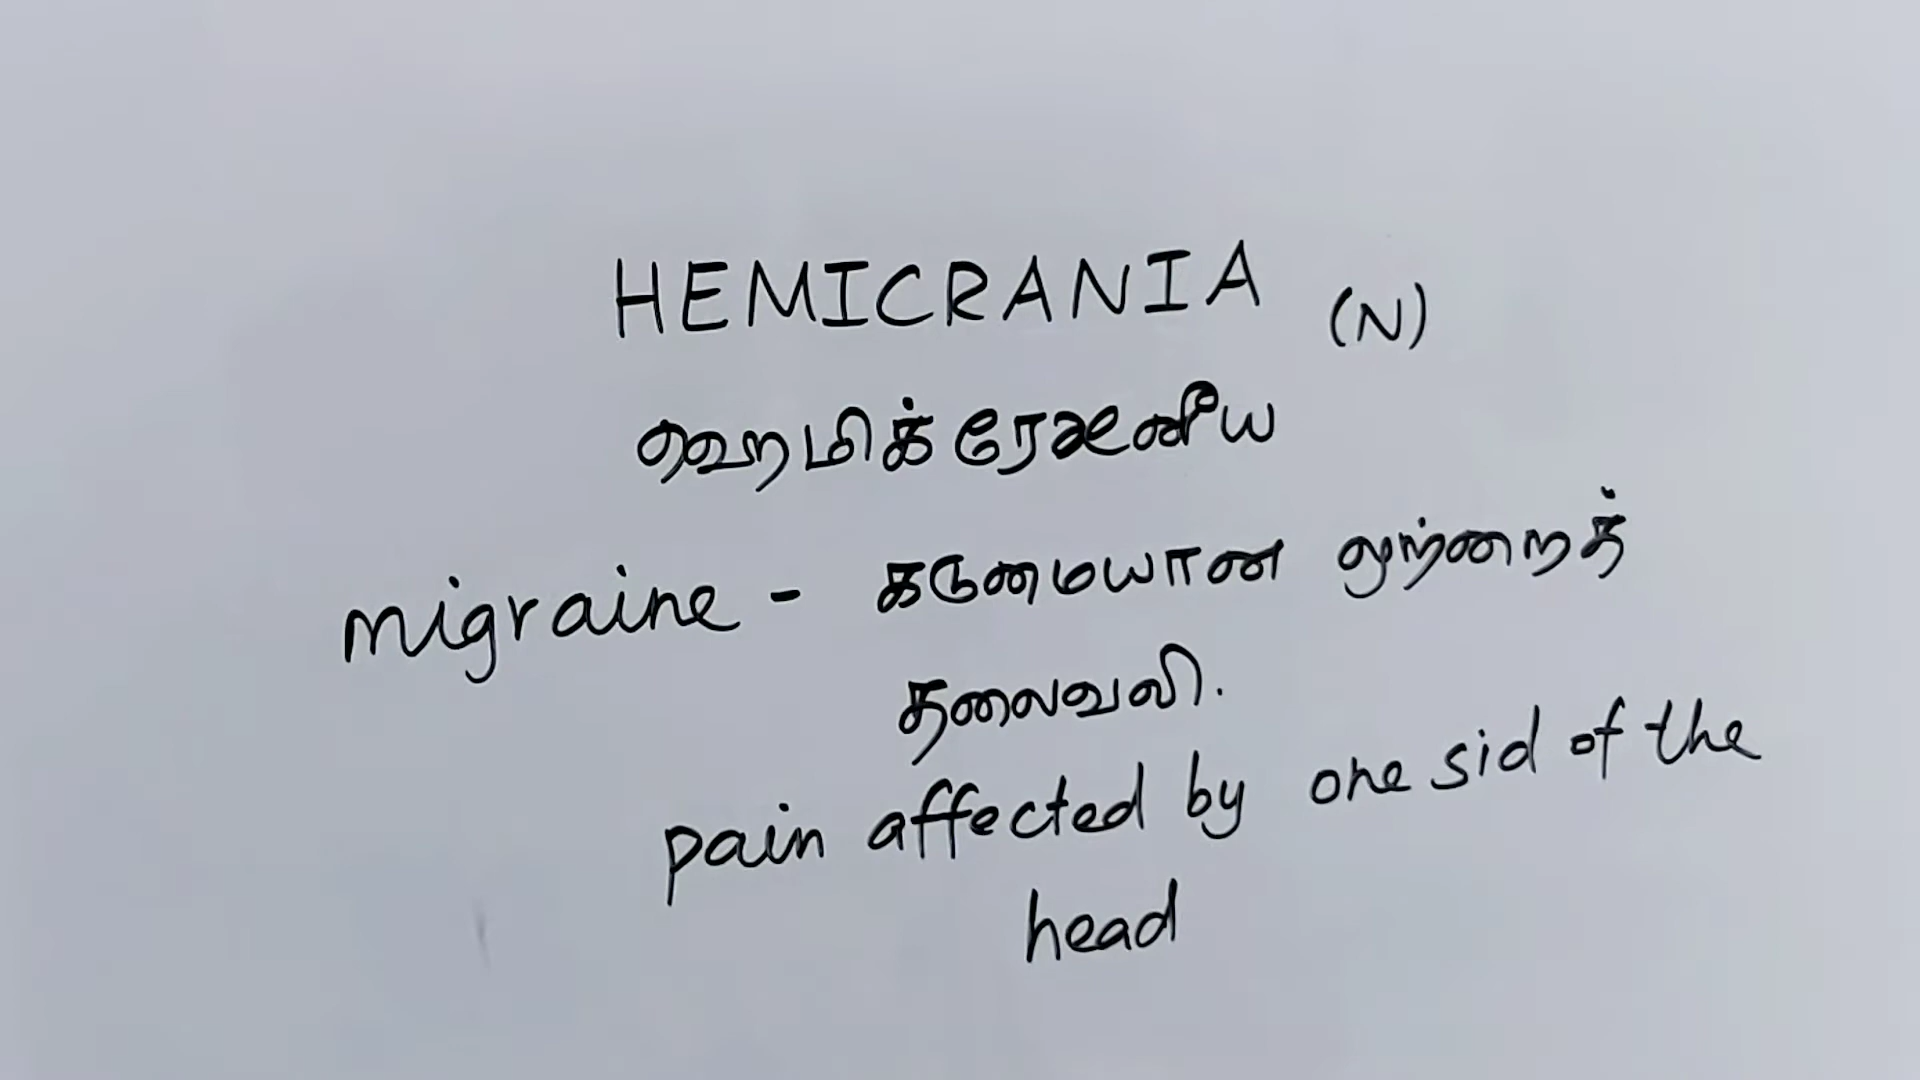 HEMICRANIA (N)
ஹெமிக்ரேனிய
migraine - கடுமையான ஒற்றைத்
தலைவலி.
pain affected by one sid of the
head